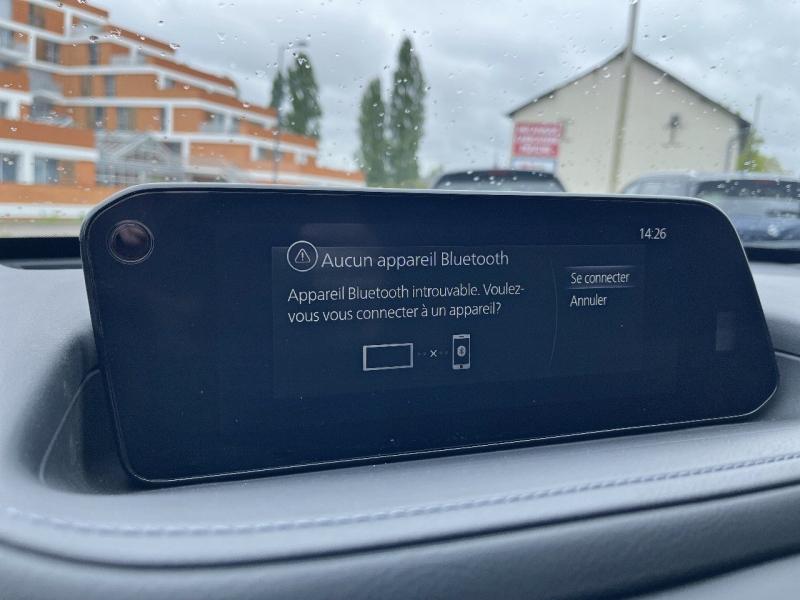 14:26
Aucun appareil Bluetooth
Appareil Bluetooth introuvable. Voulez-
vous vous connecter à un appareil?
Se connecter
Annuler